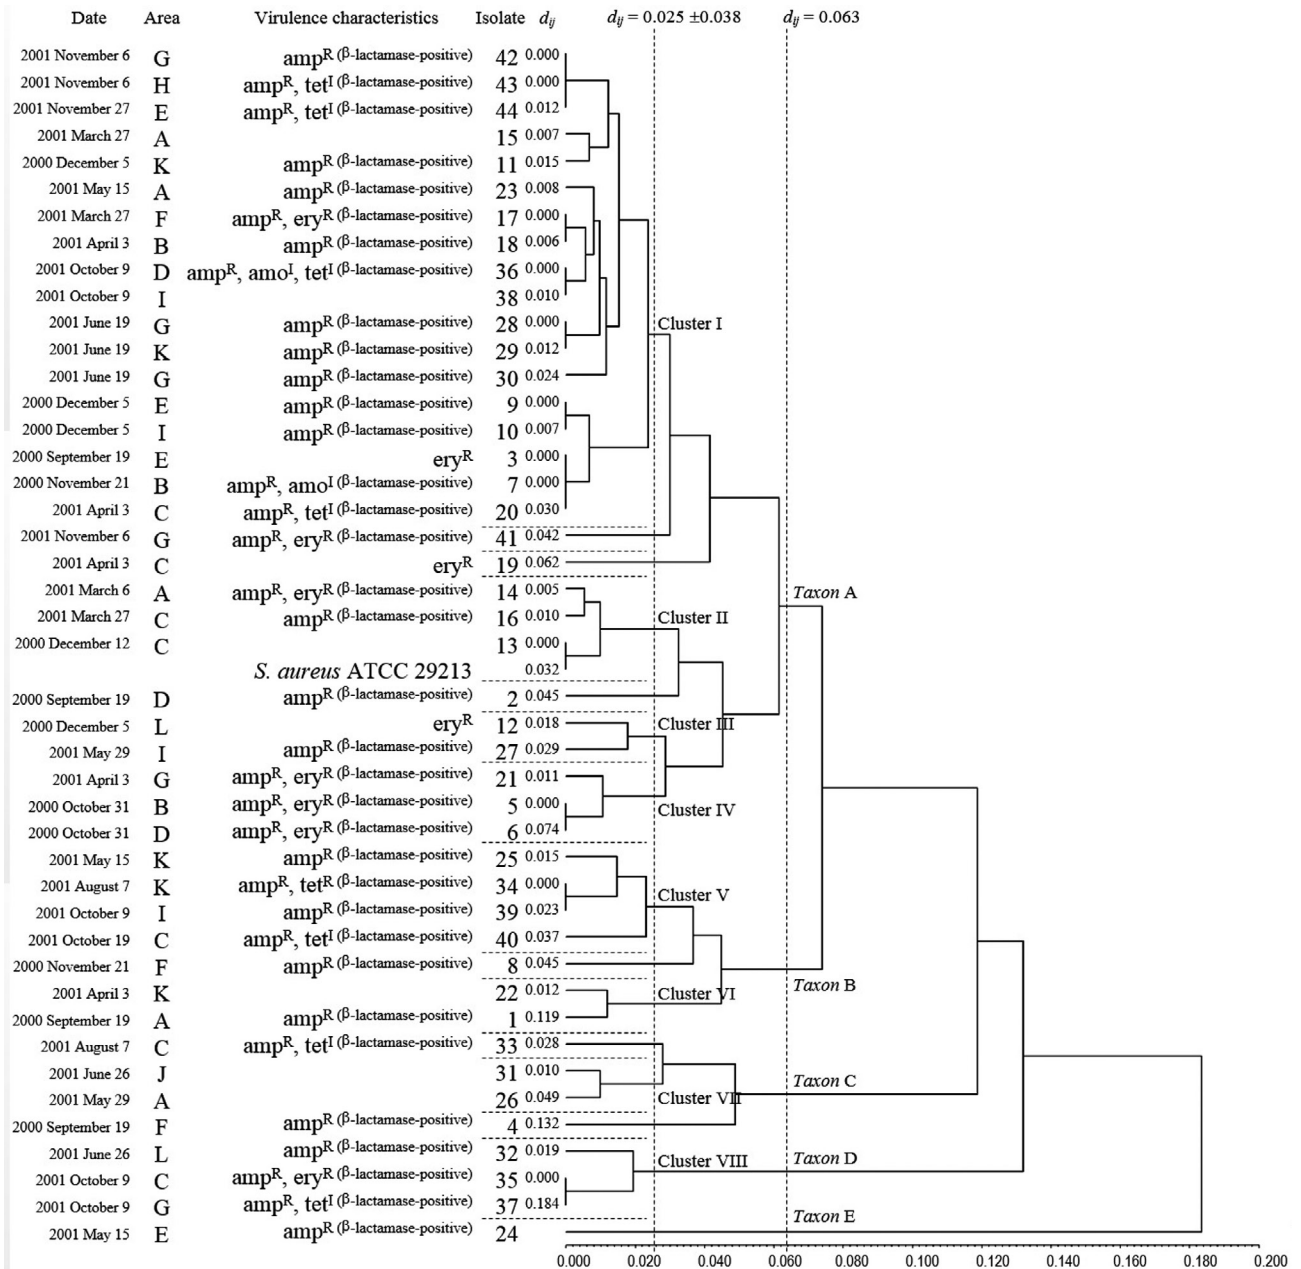 Date Area Virulence characteristics Isolate dij dij = 0.025 ±0.038 dij = 0.063
2001 November 6 G ampR (β-lactamase-positive) 42 0.000
2001 November 6 H ampR, tetI (β-lactamase-positive) 43 0.000
2001 November 27 E ampR, tetI (β-lactamase-positive) 44 0.012
2001 March 27 A 15 0.007
2000 December 5 K ampR (β-lactamase-positive) 11 0.015
2001 May 15 A ampR (β-lactamase-positive) 23 0.008
2001 March 27 F ampR, eryR (β-lactamase-positive) 17 0.000
2001 April 3 B ampR (β-lactamase-positive) 18 0.006
2001 October 9 D ampR, amoI, tetI (β-lactamase-positive) 36 0.000
2001 October 9 I 38 0.010
2001 June 19 G ampR (β-lactamase-positive) 28 0.000 Cluster I
2001 June 19 K ampR (β-lactamase-positive) 29 0.012
2001 June 19 G ampR (β-lactamase-positive) 30 0.024
2000 December 5 E ampR (β-lactamase-positive) 9 0.000
2000 December 5 I ampR (β-lactamase-positive) 10 0.007
2000 September 19 E eryR 3 0.000
2000 November 21 B ampR, amoI (β-lactamase-positive) 7 0.000
2001 April 3 C ampR, tetI (β-lactamase-positive) 20 0.030
2001 November 6 G ampR, eryR (β-lactamase-positive) 41 0.042
2001 April 3 C eryR 19 0.062
2001 March 6 A ampR, eryR (β-lactamase-positive) 14 0.005 Taxon A
2001 March 27 C ampR (β-lactamase-positive) 16 0.010 Cluster II
2000 December 12 C 13 0.000
S. aureus ATCC 29213 0.032
2000 September 19 D ampR (β-lactamase-positive) 2 0.045
2000 December 5 L eryR 12 0.018 Cluster III
2001 May 29 I ampR (β-lactamase-positive) 27 0.029
2001 April 3 G ampR, eryR (β-lactamase-positive) 21 0.011
2000 October 31 B ampR, eryR (β-lactamase-positive) 5 0.000 Cluster IV
2000 October 31 D ampR, eryR (β-lactamase-positive) 6 0.074
2001 May 15 K ampR (β-lactamase-positive) 25 0.015
2001 August 7 K ampR, tetR (β-lactamase-positive) 34 0.000 Cluster V
2001 October 9 I ampR (β-lactamase-positive) 39 0.023
2001 October 19 C ampR, tetI (β-lactamase-positive) 40 0.037
2000 November 21 F ampR (β-lactamase-positive) 8 0.045 Taxon B
2001 April 3 K 22 0.012 Cluster VI
2000 September 19 A ampR (β-lactamase-positive) 1 0.119
2001 August 7 C ampR, tetI (β-lactamase-positive) 33 0.028
2001 June 26 J 31 0.010 Taxon C
2001 May 29 A 26 0.049 Cluster VII
2000 September 19 F ampR (β-lactamase-positive) 4 0.132
2001 June 26 L ampR (β-lactamase-positive) 32 0.019 Cluster VIII Taxon D
2001 October 9 C ampR, eryR (β-lactamase-positive) 35 0.000
2001 October 9 G ampR, tetI (β-lactamase-positive) 37 0.184 Taxon E
2001 May 15 E ampR (β-lactamase-positive) 24
0.000 0.020 0.040 0.060 0.080 0.100 0.120 0.140 0.160 0.180 0.200